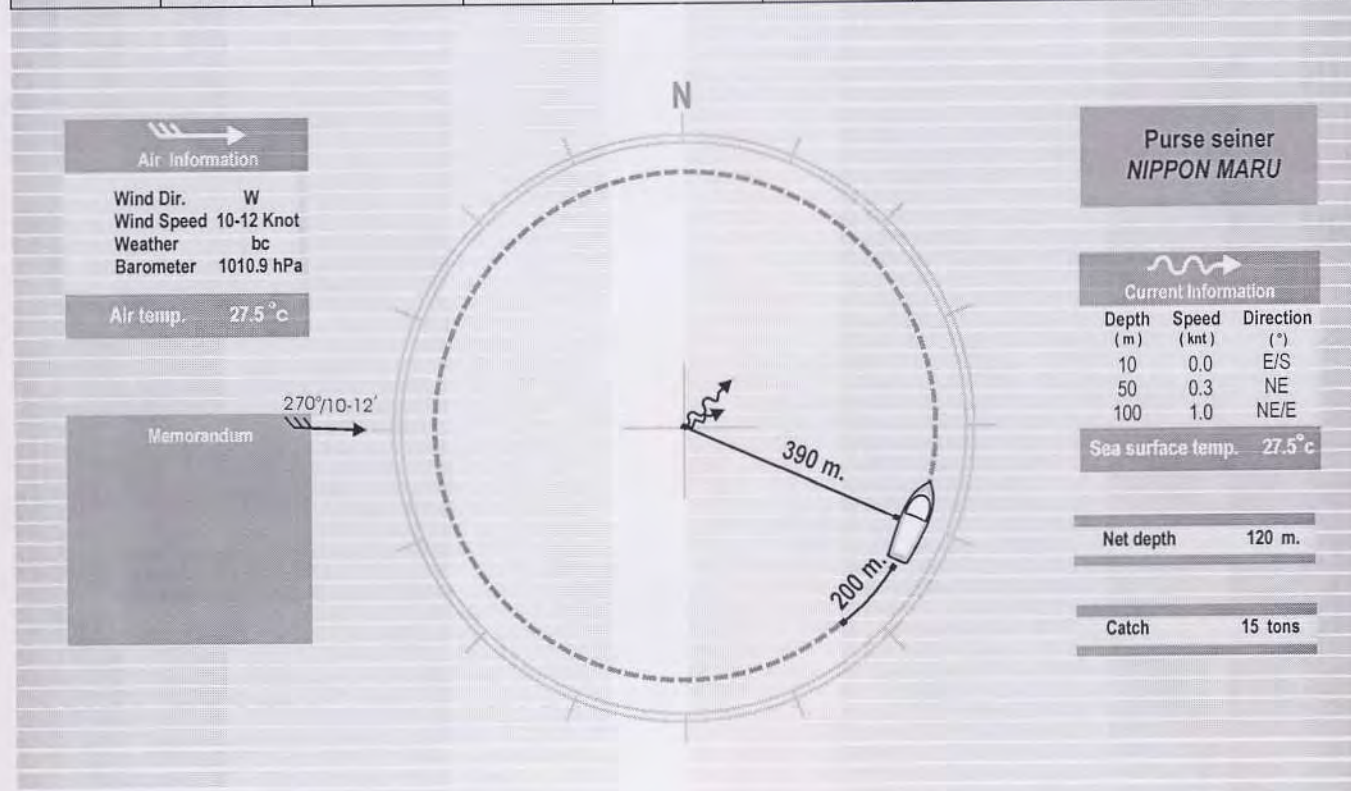 N
Air Information
Wind Dir. W
Wind Speed 10-12 Knot
Weather bc
Barometer 1010.9 hPa
Air temp. 27.5°c
270°/10-12'
Memorandum
390 m.
200 m.
Purse seiner
NIPPON MARU
Current Information
Depth Speed Direction
(m) (knt) (°)
10 0.0 E/S
50 0.3 NE
100 1.0 NE/E
Sea surface temp. 27.5°c
Net depth 120 m.
Catch 15 tons